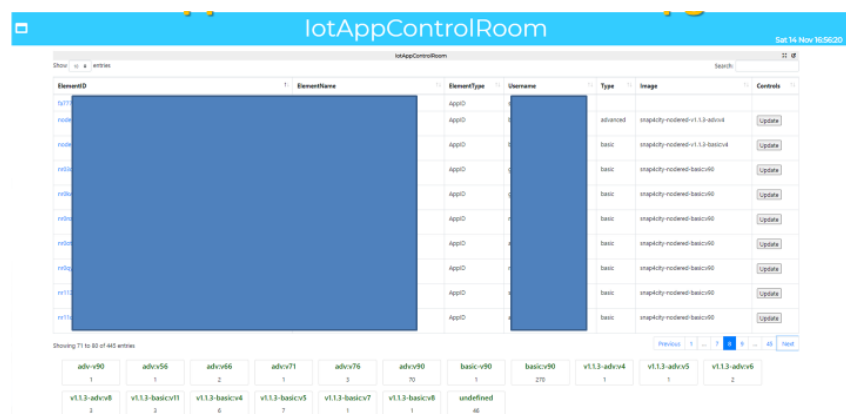 IotAppControlRoom
Sat 14 Nov 16:56:20
IotAppControlRoom
Show entries Search:
ElementID ElementName ElementType Username Type Image Controls
AppID
node AppID advanced snap4city-nodered-v1.1.3-adv:v4 Update
node AppID basic snap4city-nodered-v1.1.3-basic:v4 Update
AppID basic snap4city-nodered-basic:v90 Update
AppID basic snap4city-nodered-basic:v90 Update
AppID basic snap4city-nodered-basic:v90 Update
AppID basic snap4city-nodered-basic:v90 Update
AppID basic snap4city-nodered-basic:v90 Update
nr11 AppID basic snap4city-nodered-basic:v90 Update
nr11 AppID basic snap4city-nodered-basic:v90 Update
Showing 71 to 80 of 445 entries Previous 1 ... 7 8 9 ... 45 Next
adv-v90 adv:v56 adv:v66 adv:v71 adv:v76 adv:v90 basic-v90 basic:v90 v1.1.3-adv:v4 v1.1.3-adv:v5 v1.1.3-adv:v6
1 1 2 1 3 70 1 270 1 1 2
v1.1.3-adv:v8 v1.1.3-basic:v11 v1.1.3-basic:v4 v1.1.3-basic:v5 v1.1.3-basic:v7 v1.1.3-basic:v8 undefined
3 3 6 7 1 1 46